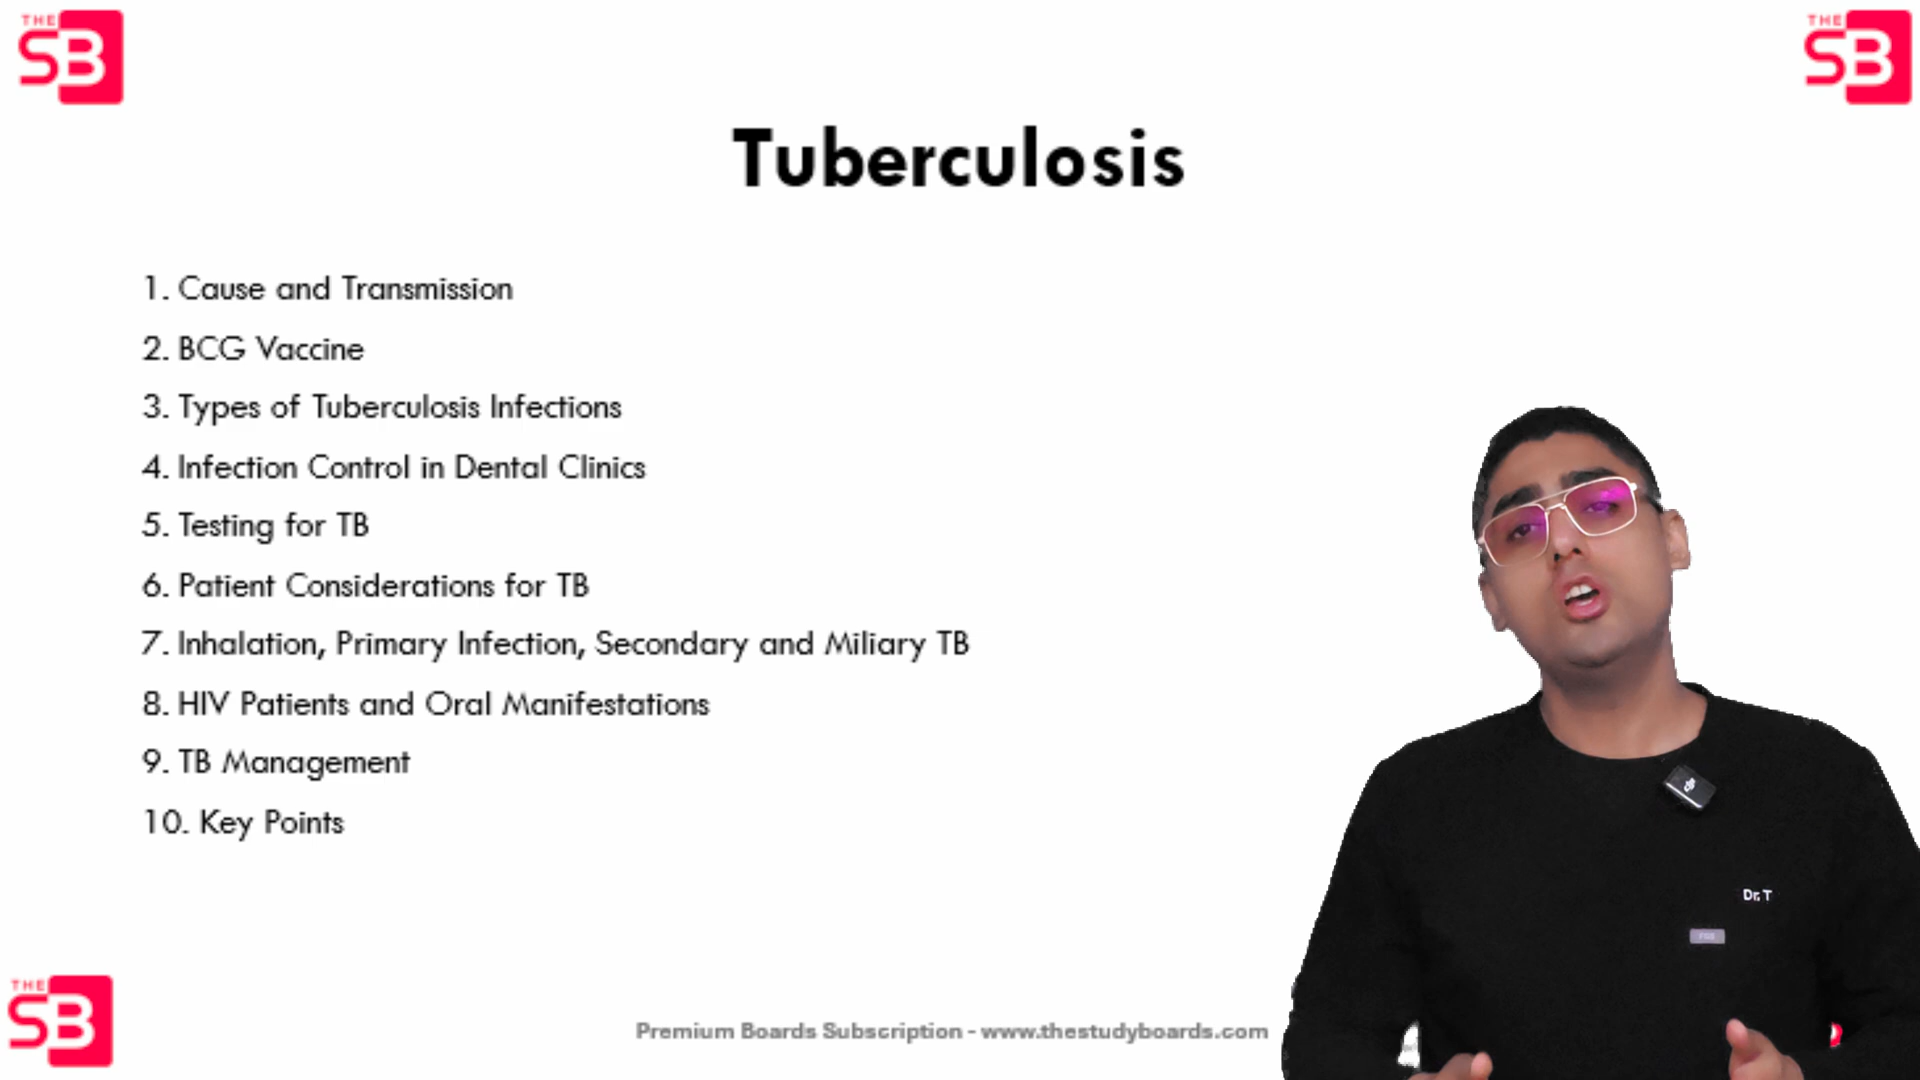 THE
SB
THE
SB
Tuberculosis
1. Cause and Transmission
2. BCG Vaccine
3. Types of Tuberculosis Infections
4. Infection Control in Dental Clinics
5. Testing for TB
6. Patient Considerations for TB
7. Inhalation, Primary Infection, Secondary and Miliary TB
8. HIV Patients and Oral Manifestations
9. TB Management
10. Key Points
Dr.T
THE
SB
Premium Boards Subscription - www.thestudyboards.com